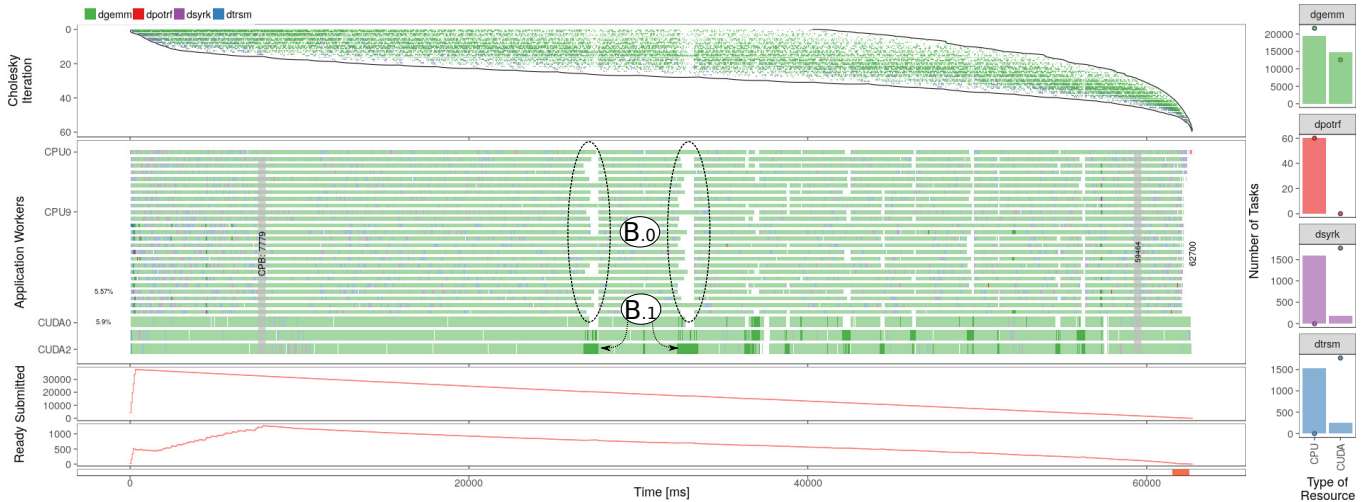 dgemm dpotrf dsyrk dtrsm
Cholesky
Iteration
0
20
40
60
Application Workers
CPU0
CPU9
5.57%
5.9%
CUDA0
CUDA2
CPB: 7779
B.0
B.1
59464
62700
Submitted
30000
20000
10000
0
Ready
1000
500
0
0 20000 40000 60000
Time [ms]
Number of Tasks
dgemm
20000
15000
10000
5000
0
dpotrf
60
40
20
0
dsyrk
1500
1000
500
0
dtrsm
1500
1000
500
0
CPU
CUDA
Type of
Resource